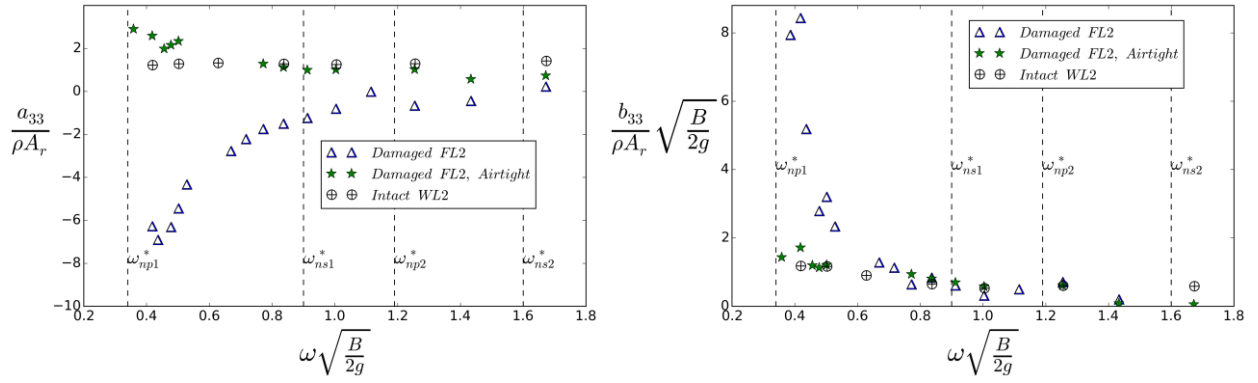 4
2
0
−2
−4
−6
−8
−10
0.2 0.4 0.6 0.8 1.0 1.2 1.4 1.6 1.8
a₃₃
ρAᵣ
Damaged FL2
Damaged FL2, Airtight
Intact WL2
ω*ₙₚ₁ ω*ₙₛ₁ ω*ₙₚ₂ ω*ₙₛ₂
ω√B/2g
8
6
4
2
0
0.2 0.4 0.6 0.8 1.0 1.2 1.4 1.6 1.8
b₃₃/ρAᵣ √B/2g
Damaged FL2
Damaged FL2, Airtight
Intact WL2
ω*ₙₚ₁ ω*ₙₛ₁ ω*ₙₚ₂ ω*ₙₛ₂
ω√B/2g